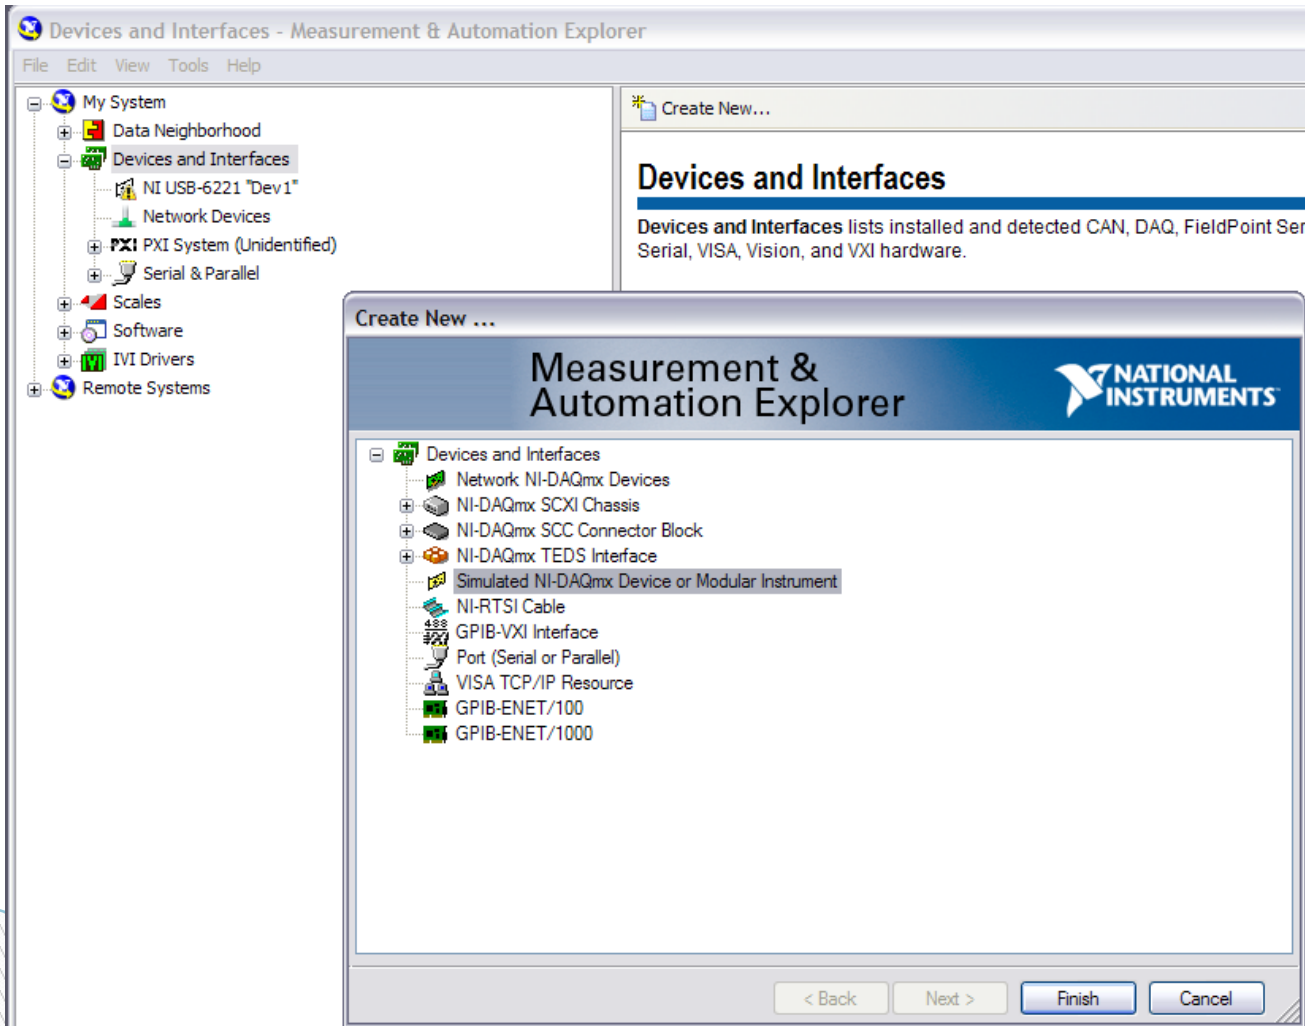 Devices and Interfaces - Measurement & Automation Explorer
File Edit View Tools Help
My System
Data Neighborhood
Devices and Interfaces
NI USB-6221 "Dev1"
Network Devices
PXI PXI System (Unidentified)
Serial & Parallel
Scales
Software
IVI IVI Drivers
Remote Systems
Create New...
Devices and Interfaces
Devices and Interfaces lists installed and detected CAN, DAQ, FieldPoint Ser
Serial, VISA, Vision, and VXI hardware.
Create New ...
Measurement &
Automation Explorer
NATIONAL
INSTRUMENTS
Devices and Interfaces
Network NI-DAQmx Devices
NI-DAQmx SCXI Chassis
NI-DAQmx SCC Connector Block
NI-DAQmx TEDS Interface
Simulated NI-DAQmx Device or Modular Instrument
NI-RTSI Cable
488 GPIB-VXI Interface
Port (Serial or Parallel)
VISA TCP/IP Resource
GPIB-ENET/100
GPIB-ENET/1000
< Back Next > Finish Cancel